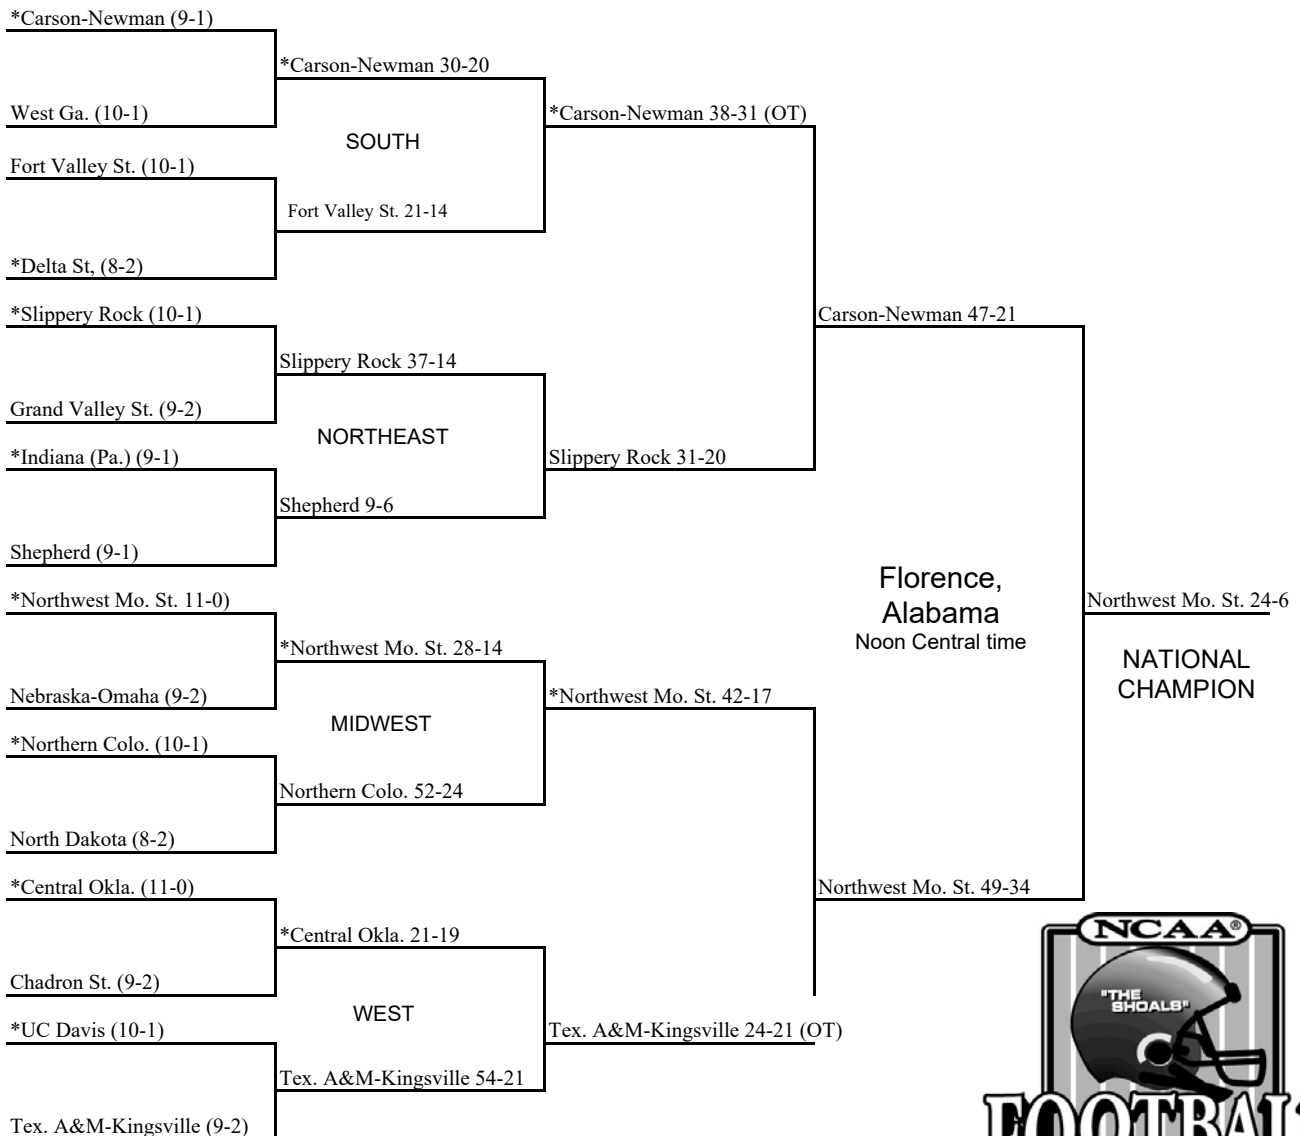 *Carson-Newman (9-1)
*Carson-Newman 30-20
West Ga. (10-1)
*Carson-Newman 38-31 (OT)
SOUTH
Fort Valley St. (10-1)
Fort Valley St. 21-14
*Delta St, (8-2)
*Slippery Rock (10-1)
Carson-Newman 47-21
Slippery Rock 37-14
Grand Valley St. (9-2)
NORTHEAST
*Indiana (Pa.) (9-1)
Slippery Rock 31-20
Shepherd 9-6
Shepherd (9-1)
Florence,
Alabama
Noon Central time
*Northwest Mo. St. 11-0)
Northwest Mo. St. 24-6
NATIONAL
CHAMPION
*Northwest Mo. St. 28-14
Nebraska-Omaha (9-2)
*Northwest Mo. St. 42-17
MIDWEST
*Northern Colo. (10-1)
Northern Colo. 52-24
North Dakota (8-2)
*Central Okla. (11-0)
Northwest Mo. St. 49-34
*Central Okla. 21-19
Chadron St. (9-2)
WEST
*UC Davis (10-1)
Tex. A&M-Kingsville 24-21 (OT)
Tex. A&M-Kingsville 54-21
Tex. A&M-Kingsville (9-2)
NCAA®
"THE
SHOALS"
FOOTBAL